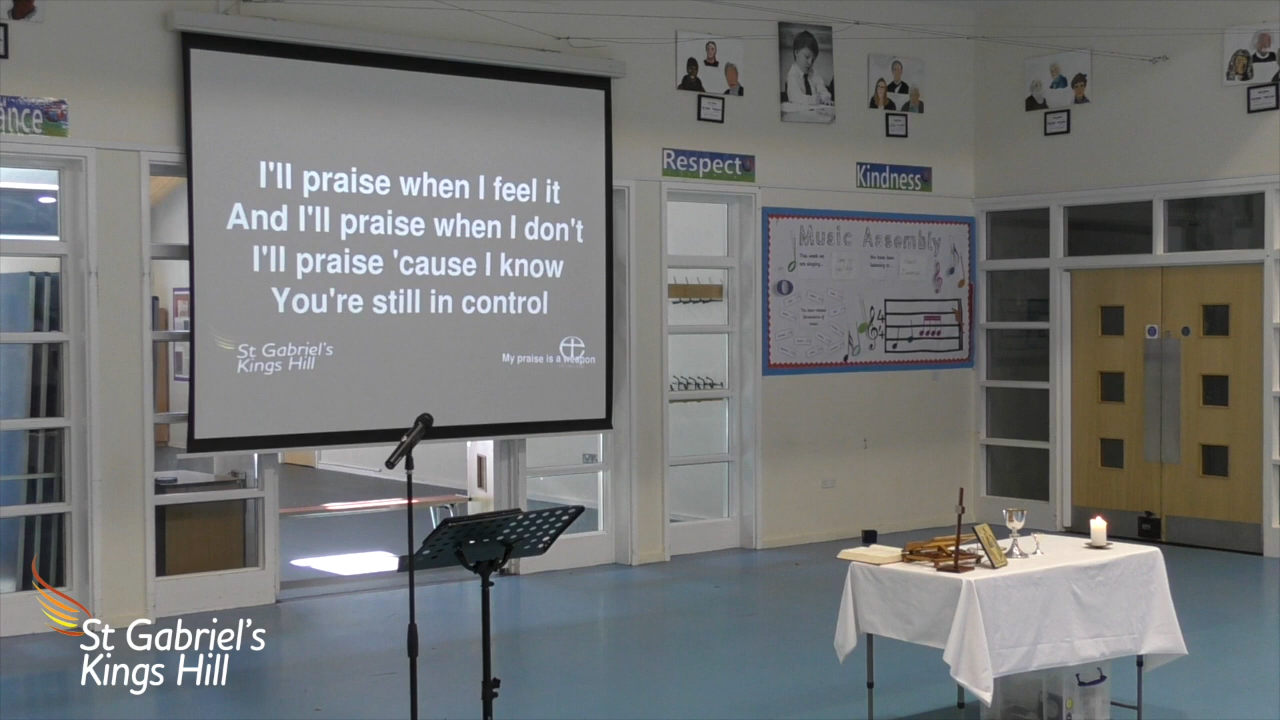 ance
I'll praise when I feel it
And I'll praise when I don't
I'll praise 'cause I know
You're still in control
St Gabriel's
Kings Hill
My praise is a weapon
Respect
Kindness
Music Assembly
St Gabriel's
Kings Hill